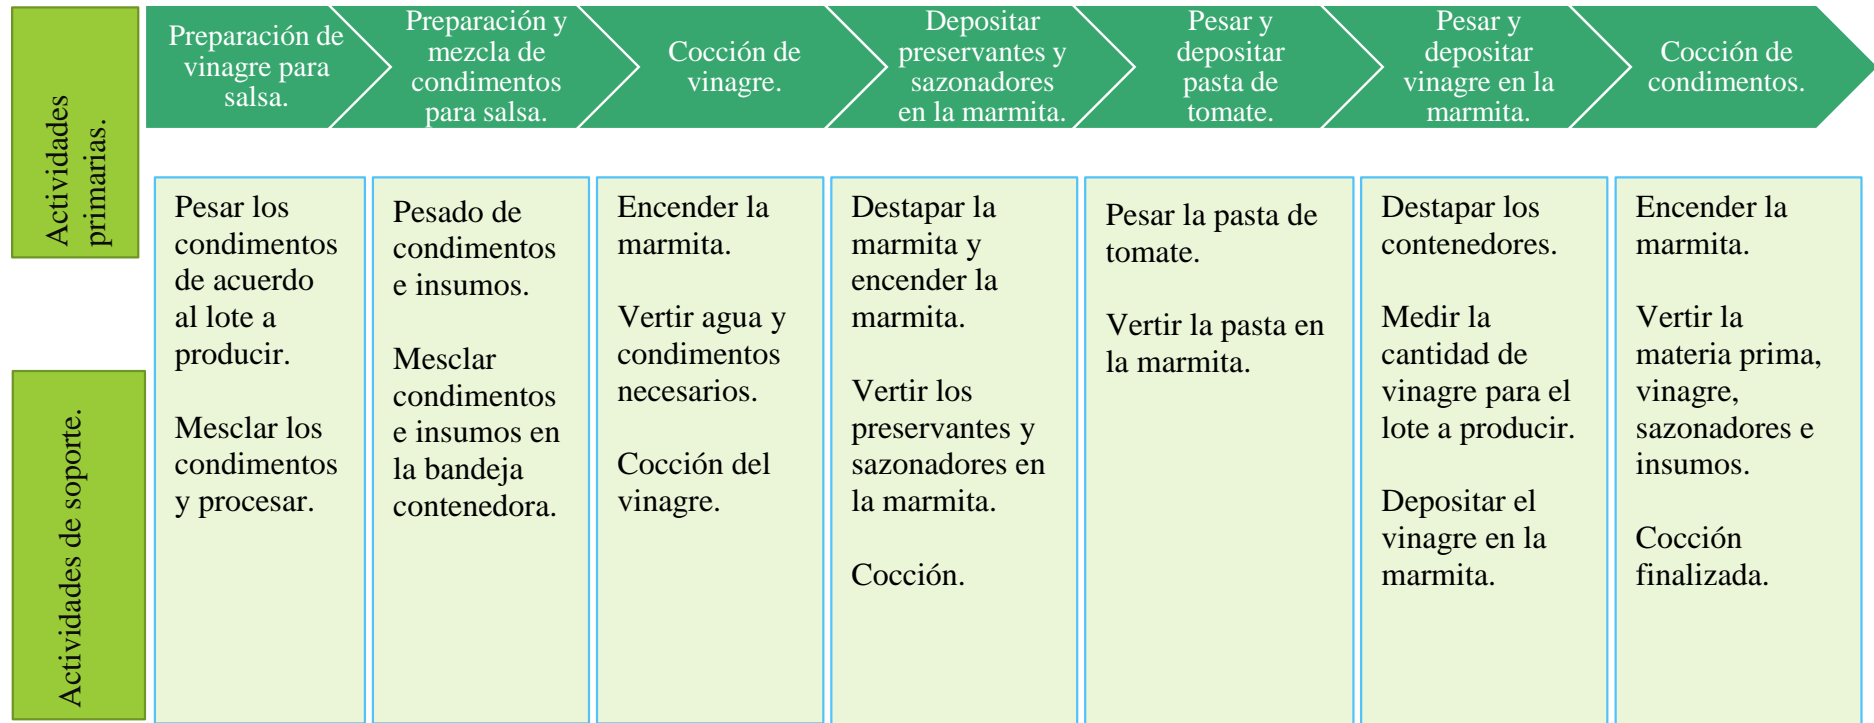 Actividades
primarias.
Preparación de
vinagre para
salsa.
Preparación y
mezcla de
condimentos
para salsa.
Cocción de
vinagre.
Depositar
preservantes y
sazonadores
en la marmita.
Pesar y
depositar
pasta de
tomate.
Pesar y
depositar
vinagre en la
marmita.
Cocción de
condimentos.
Actividades de soporte.
Pesar los
condimentos
de acuerdo
al lote a
producir.
Mesclar los
condimentos
y procesar.
Pesado de
condimentos
e insumos.
Mesclar
condimentos
e insumos en
la bandeja
contenedora.
Encender la
marmita.
Vertir agua y
condimentos
necesarios.
Cocción del
vinagre.
Destapar la
marmita y
encender la
marmita.
Vertir los
preservantes y
sazonadores en
la marmita.
Cocción.
Pesar la pasta de
tomate.
Vertir la pasta en
la marmita.
Destapar los
contenedores.
Medir la
cantidad de
vinagre para el
lote a producir.
Depositar el
vinagre en la
marmita.
Encender la
marmita.
Vertir la
materia prima,
vinagre,
sazonadores e
insumos.
Cocción
finalizada.